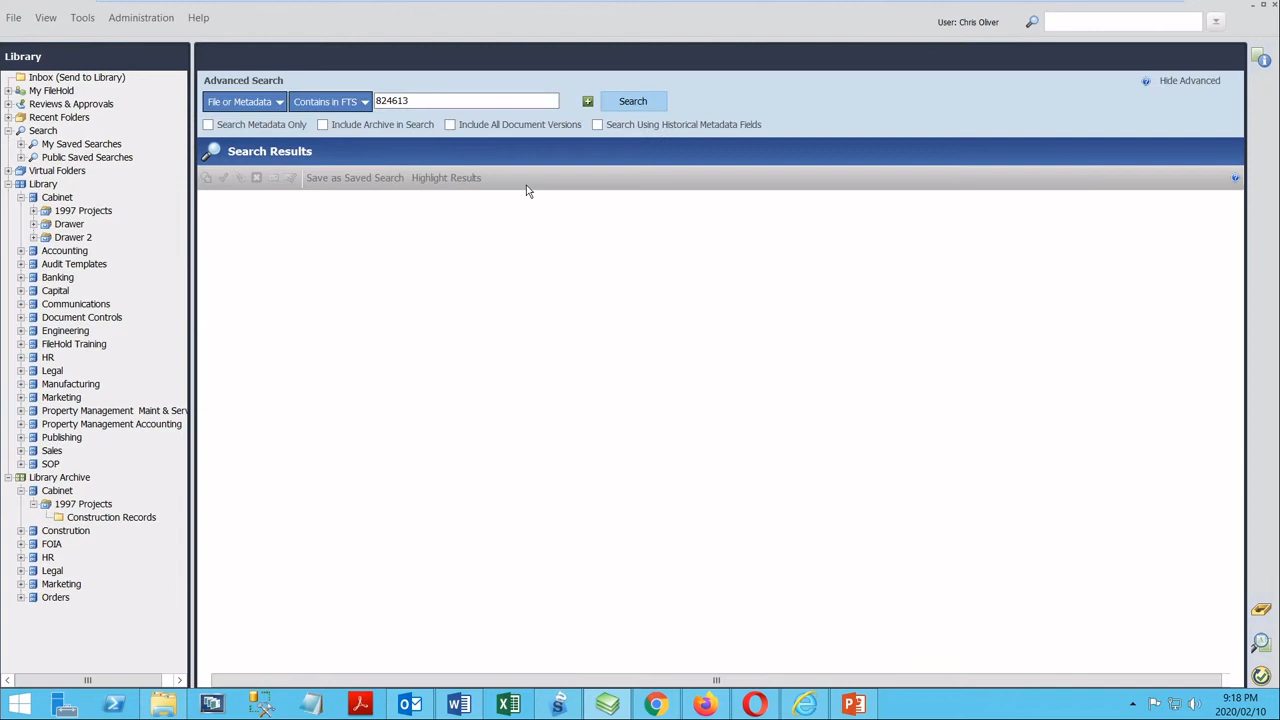 File View Tools Administration Help
User: Chris Oliver
Library
Inbox (Send to Library)
My FileHold
Reviews & Approvals
Recent Folders
Search
My Saved Searches
Public Saved Searches
Virtual Folders
Library
Cabinet
1997 Projects
Drawer
Drawer 2
Accounting
Audit Templates
Banking
Capital
Communications
Document Controls
Engineering
FileHold Training
HR
Legal
Manufacturing
Marketing
Property Management Maint & Serv
Property Management Accounting
Publishing
Sales
SOP
Library Archive
Cabinet
1997 Projects
Construction Records
Constrution
FOIA
HR
Legal
Marketing
Orders
Advanced Search
Hide Advanced
File or Metadata Contains in FTS 824613 Search
Search Metadata Only Include Archive in Search Include All Document Versions Search Using Historical Metadata Fields
Search Results
Save as Saved Search Highlight Results
9:18 PM
2020/02/10